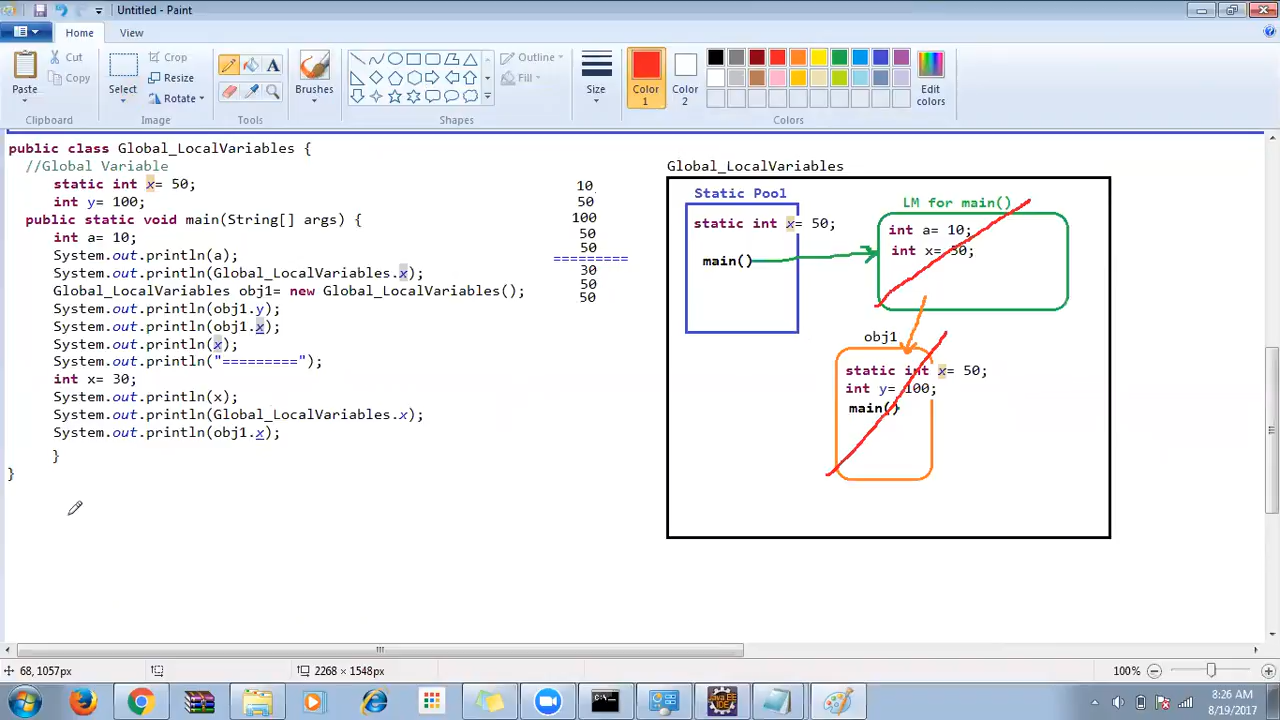 Untitled - Paint
Home
View
Paste
Cut
Copy
Clipboard
Select
Crop
Resize
Rotate
Image
Tools
Brushes
Shapes
Outline
Fill
Size
Color 1
Color 2
Edit colors
Colors
public class Global_LocalVariables {
//Global Variable
static int x= 50;
int y= 100;
public static void main(String[] args) {
int a= 10;
System.out.println(a);
System.out.println(Global_LocalVariables.x);
Global_LocalVariables obj1= new Global_LocalVariables();
System.out.println(obj1.y);
System.out.println(obj1.x);
System.out.println(x);
System.out.println("=========");
int x= 30;
System.out.println(x);
System.out.println(Global_LocalVariables.x);
System.out.println(obj1.x);
}
}
10
50
100
50
50
=========
30
50
50
Global_LocalVariables
Static Pool
static int x= 50;
main()
LM for main()
int a= 10;
int x= 30;
obj1
static int x= 50;
int y= 100;
main()
68, 1057px
2268 × 1548px
100%
Java EE
IDE
8:26 AM
8/19/2017